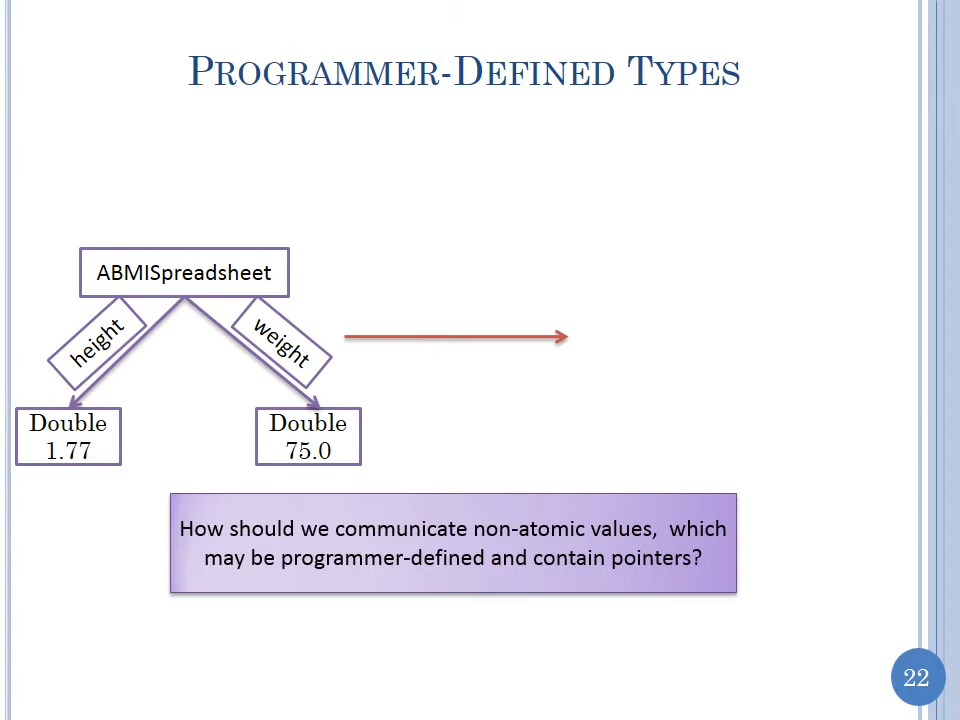 PROGRAMMER-DEFINED TYPES
ABMISpreadsheet
height
weight
Double
1.77
Double
75.0
How should we communicate non-atomic values,  which
may be programmer-defined and contain pointers?
22